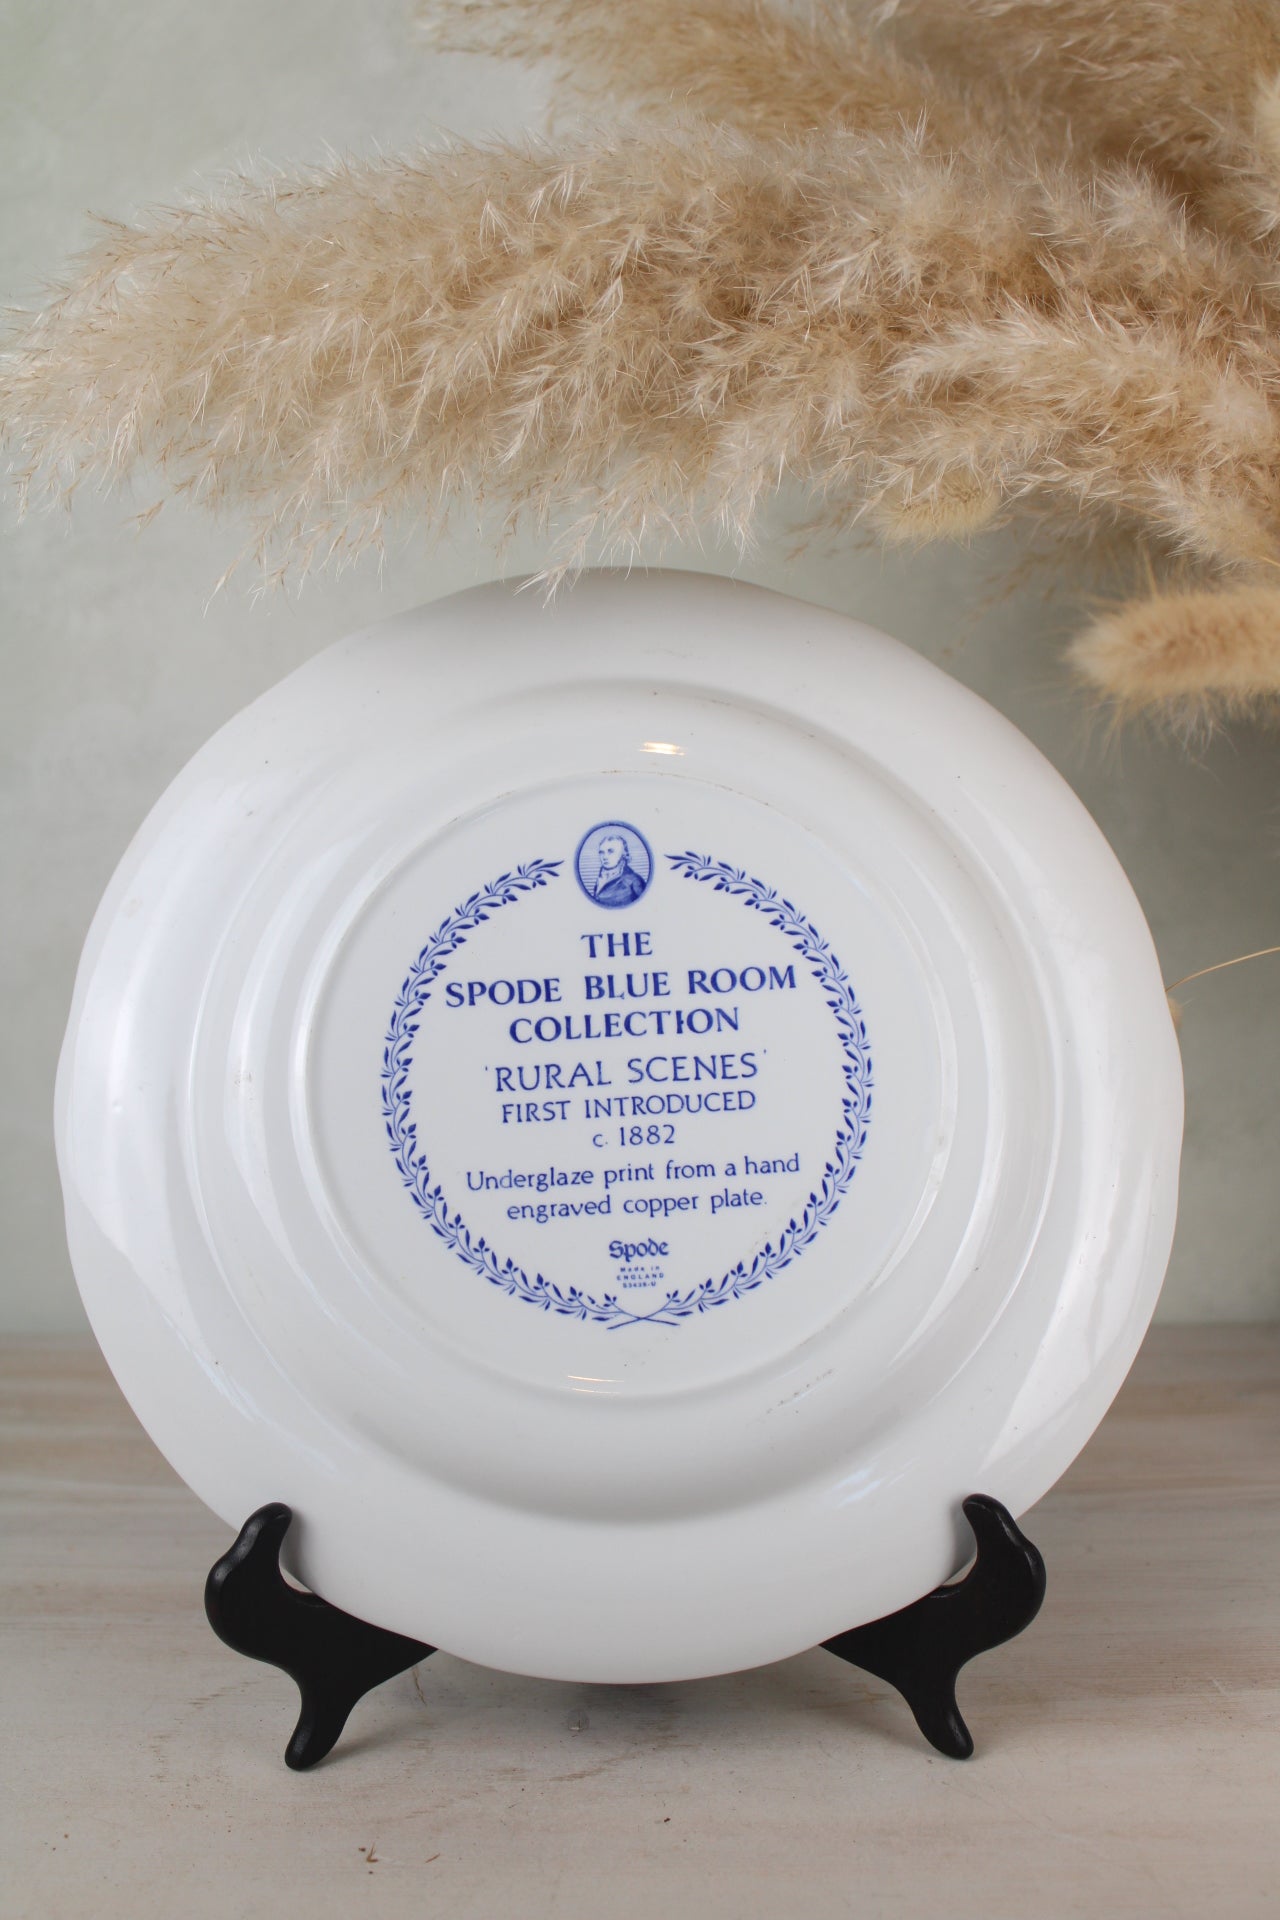 THE
SPODE BLUE ROOM
COLLECTION
'RURAL SCENES'
FIRST INTRODUCED
c. 1882
Underglaze print from a hand
engraved copper plate.
Spode
Made in
ENGLAND